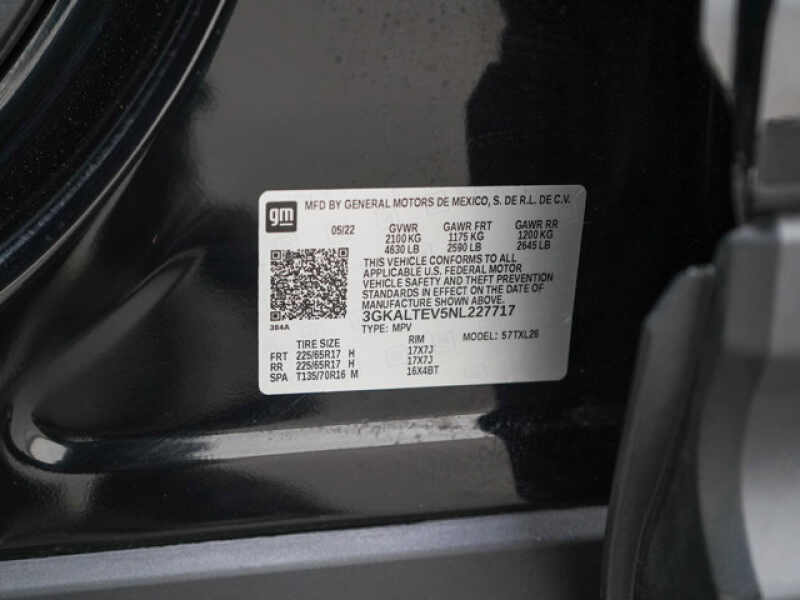 gm MFD BY GENERAL MOTORS DE MEXICO, S. DE R.L. DE C.V.
05/22 GVWR GAWR FRT GAWR RR
2100 KG 1175 KG 1200 KG
4630 LB 2590 LB 2645 LB
THIS VEHICLE CONFORMS TO ALL
APPLICABLE U.S. FEDERAL MOTOR
VEHICLE SAFETY AND THEFT PREVENTION
STANDARDS IN EFFECT ON THE DATE OF
MANUFACTURE SHOWN ABOVE.
3GKALTEV5NL227717
384A
TYPE: MPV MODEL: 57TXL26
TIRE SIZE RIM
FRT 225/65R17 H 17X7J
RR 225/65R17 H 17X7J
SPA T135/70R16 M 16X4BT